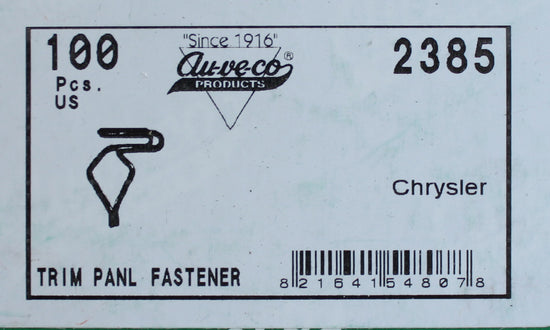 100
Pcs.
US
"Since 1916"
Au-ve-co®
PRODUCTS
2385
Chrysler
TRIM PANL FASTENER
8 21641 54807 8